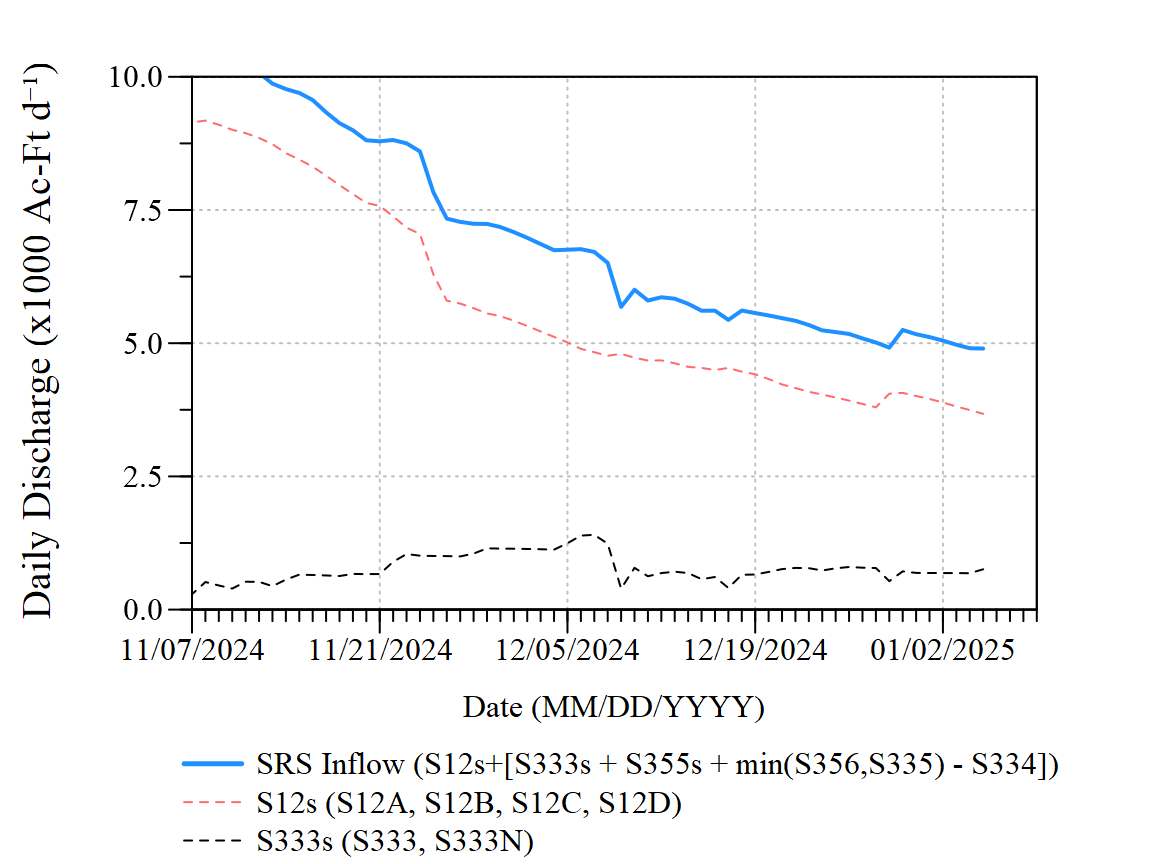 Daily Discharge (x1000 Ac-Ft d⁻¹)
10.0
7.5
5.0
2.5
0.0
11/07/2024 11/21/2024 12/05/2024 12/19/2024 01/02/2025
Date (MM/DD/YYYY)
SRS Inflow (S12s+[S333s + S355s + min(S356,S335) - S334])
S12s (S12A, S12B, S12C, S12D)
S333s (S333, S333N)